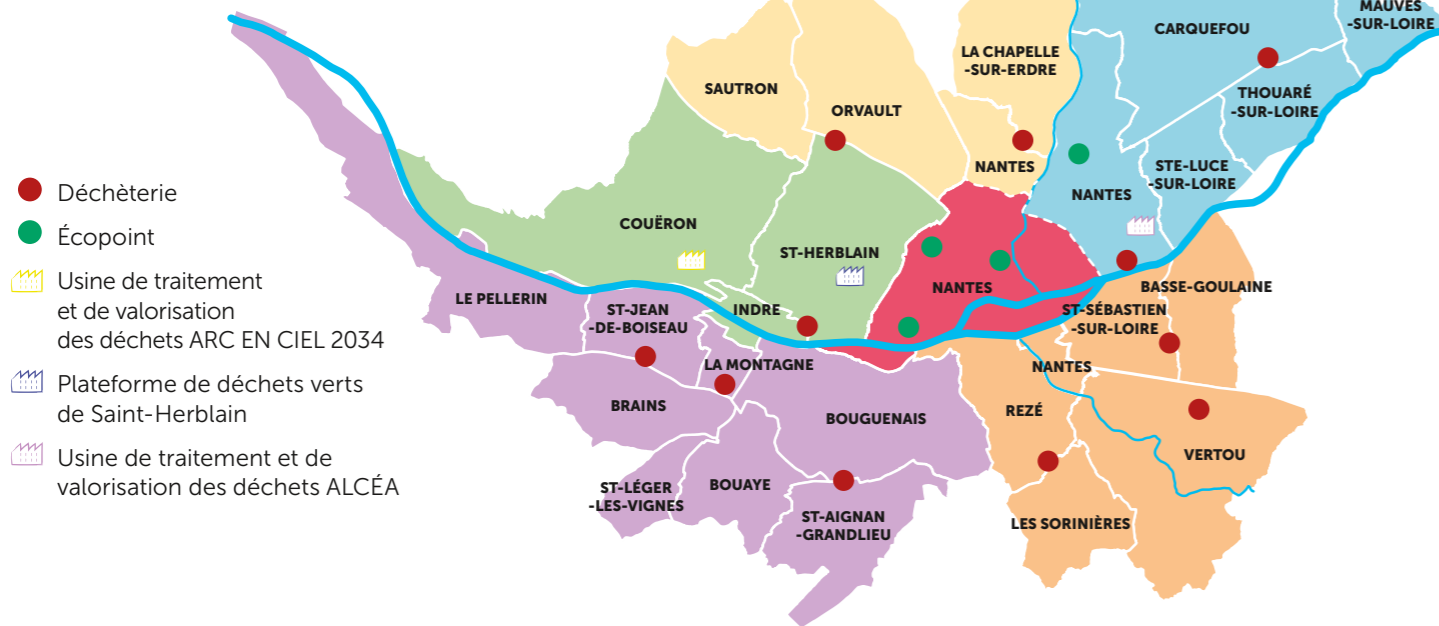 MAUVES
-SUR-LOIRE
CARQUEFOU
LA CHAPELLE
-SUR-ERDRE
SAUTRON
ORVAULT
THOUARÉ
-SUR-LOIRE
NANTES
STE-LUCE
-SUR-LOIRE
NANTES
Déchèterie
Écopoint
Usine de traitement
et de valorisation
des déchets ARC EN CIEL 2034
Plateforme de déchets verts
de Saint-Herblain
Usine de traitement et de
valorisation des déchets ALCÉA
COUËRON
ST-HERBLAIN
NANTES
BASSE-GOULAINE
LE PELLERIN
ST-JEAN
-DE-BOISEAU
INDRE
ST-SÉBASTIEN
-SUR-LOIRE
LA MONTAGNE
NANTES
BRAINS
BOUGUENAIS
REZÉ
VERTOU
ST-LÉGER
-LES-VIGNES
BOUAYE
ST-AIGNAN
-GRANDLIEU
LES SORINIÈRES